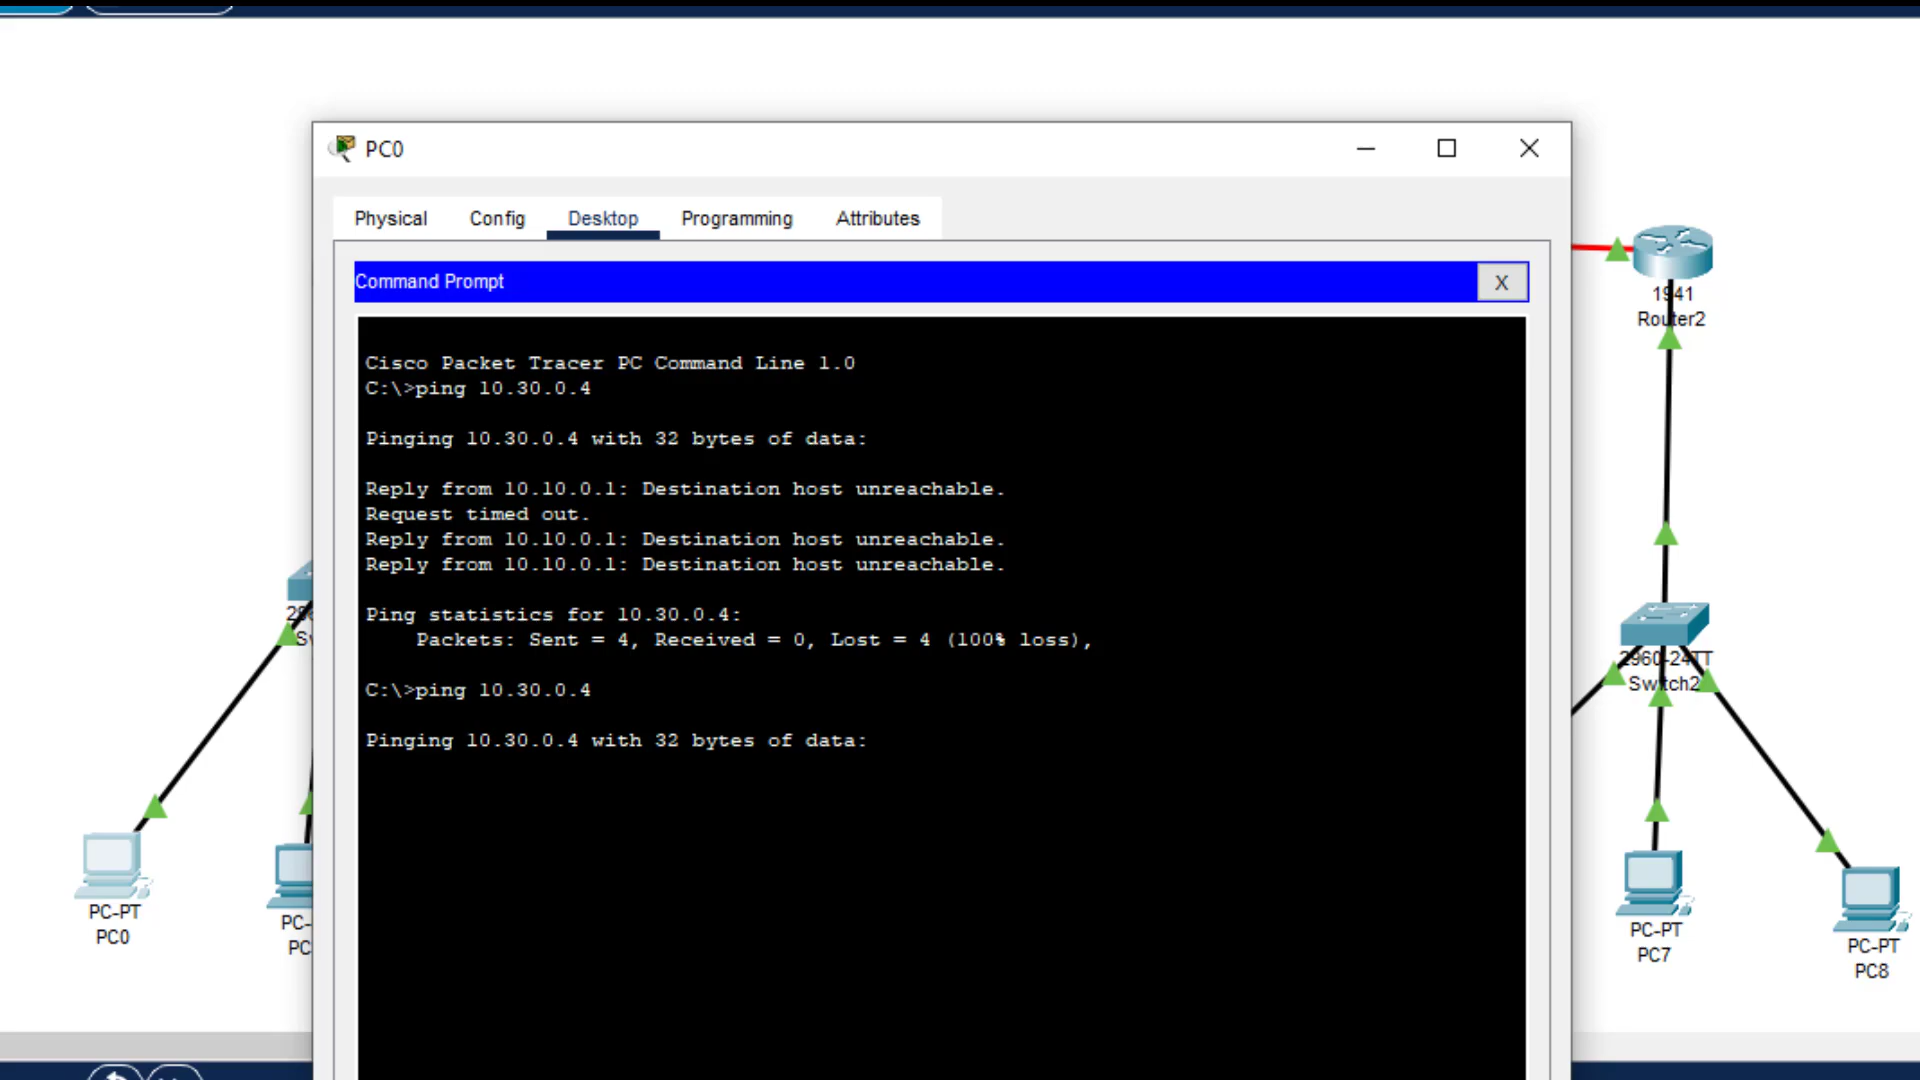 PC0
Physical
Config
Desktop
Programming
Attributes
Command Prompt
X
Cisco Packet Tracer PC Command Line 1.0
C:\>ping 10.30.0.4
Pinging 10.30.0.4 with 32 bytes of data:
Reply from 10.10.0.1: Destination host unreachable.
Request timed out.
Reply from 10.10.0.1: Destination host unreachable.
Reply from 10.10.0.1: Destination host unreachable.
Ping statistics for 10.30.0.4:
Packets: Sent = 4, Received = 0, Lost = 4 (100% loss),
C:\>ping 10.30.0.4
Pinging 10.30.0.4 with 32 bytes of data:
1941
Router2
2960-24TT
Switch2
PC-PT
PC0
PC-
PC
PC-PT
PC7
PC-PT
PC8